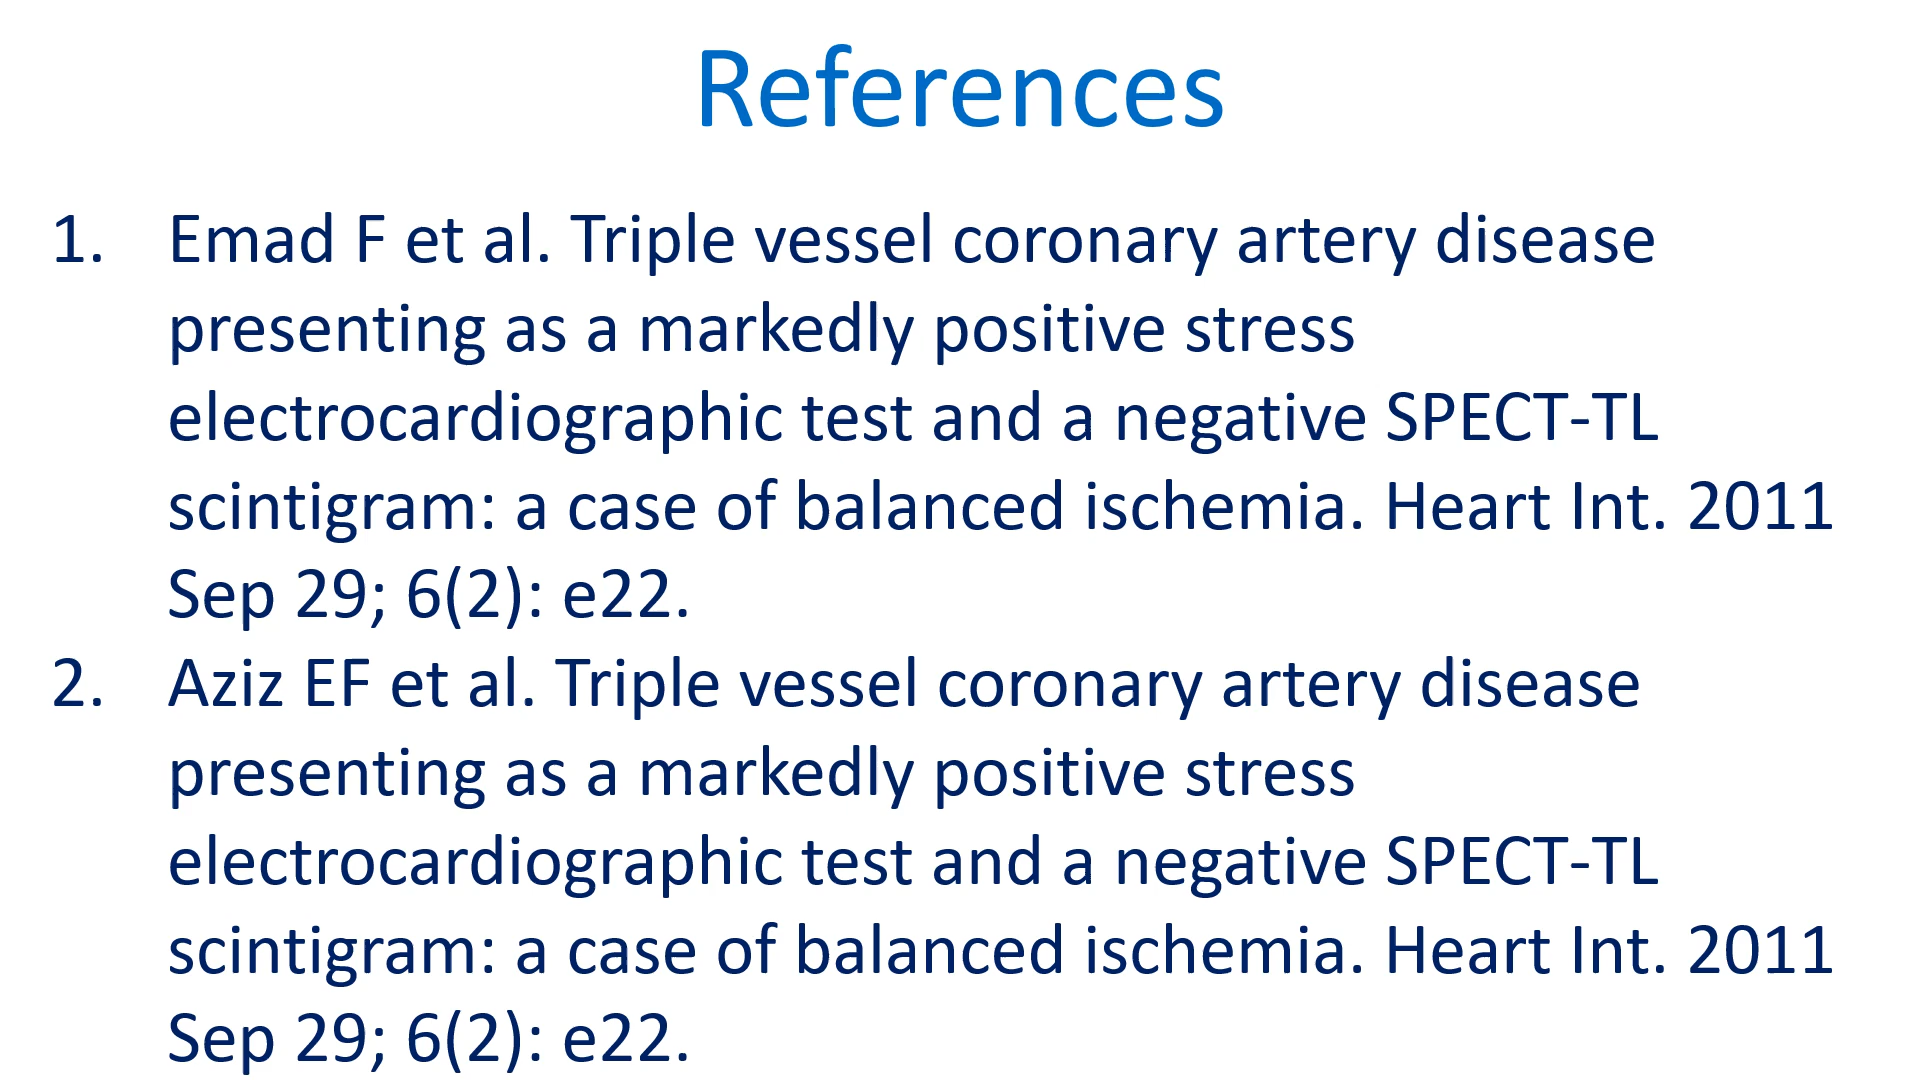 References
1. Emad F et al. Triple vessel coronary artery disease
presenting as a markedly positive stress
electrocardiographic test and a negative SPECT-TL
scintigram: a case of balanced ischemia. Heart Int. 2011
Sep 29; 6(2): e22.
2. Aziz EF et al. Triple vessel coronary artery disease
presenting as a markedly positive stress
electrocardiographic test and a negative SPECT-TL
scintigram: a case of balanced ischemia. Heart Int. 2011
Sep 29; 6(2): e22.